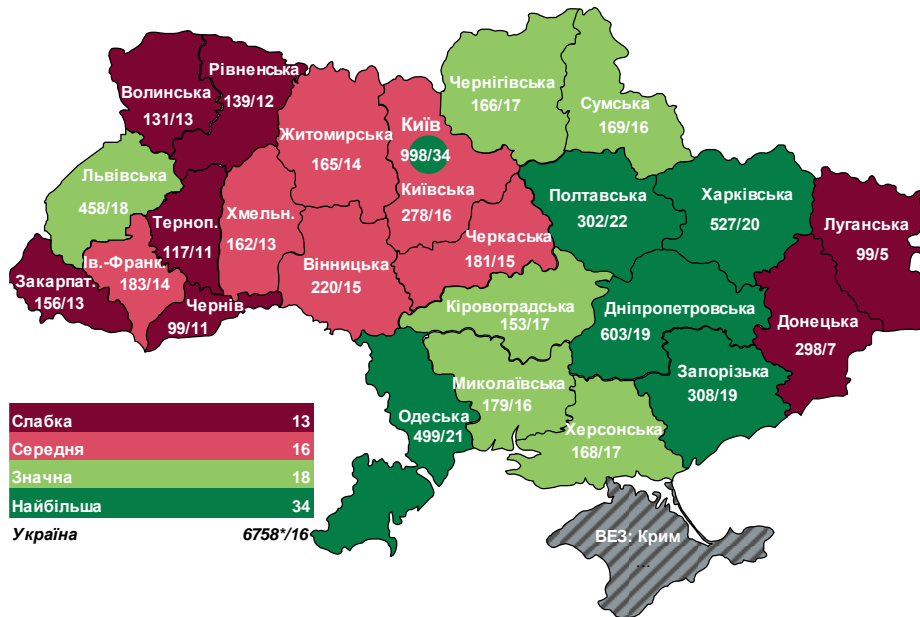 Рівненська
139/12
Волинська
131/13
Чернігівська
166/17
Сумська
169/16
Житомирська
165/14
Київ
998/34
Київська
278/16
Львівська
458/18
Терноп.
117/11
Хмельн.
162/13
Полтавська
302/22
Харківська
527/20
Луганська
99/5
Черкаська
181/15
Вінницька
220/15
Ів.-Франк.
183/14
Закарпат.
156/13
Чернів.
99/11
Кіровоградська
153/17
Дніпропетровська
603/19
Донецька
298/7
Запорізька
308/19
Миколаївська
179/16
Одеська
499/21
Херсонська
168/17
Слабка 13
Середня 16
Значна 18
Найбільша 34
Україна 6758*/16
ВЕЗ: Крим
...